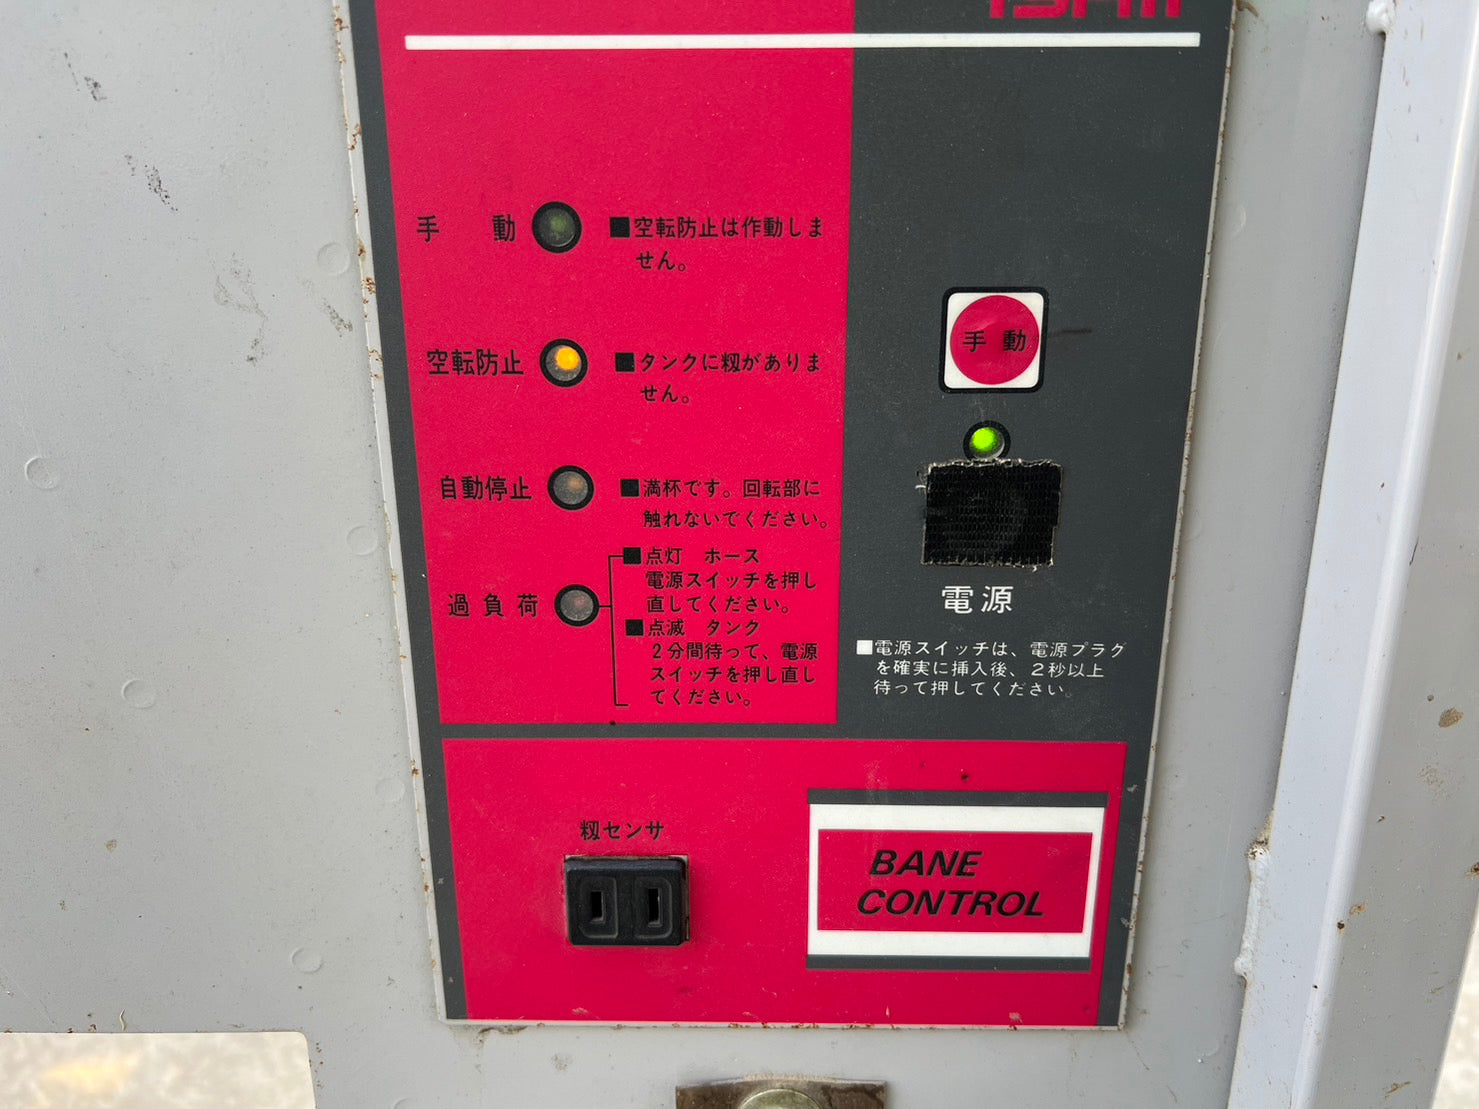 手 動
■空転防止は作動しま
せん。
空転防止
■タンクに籾がありま
せん。
自動停止
■満杯です。回転部に
触れないでください。
過負荷
■点灯 ホース
電源スイッチを押し
直してください。
■点滅 タンク
2分間待って、電源
スイッチを押し直し
てください。
手 動
電源
■電源スイッチは、電源プラグ
を確実に挿入後、2秒以上
待って押してください。
籾センサ
BANE
CONTROL